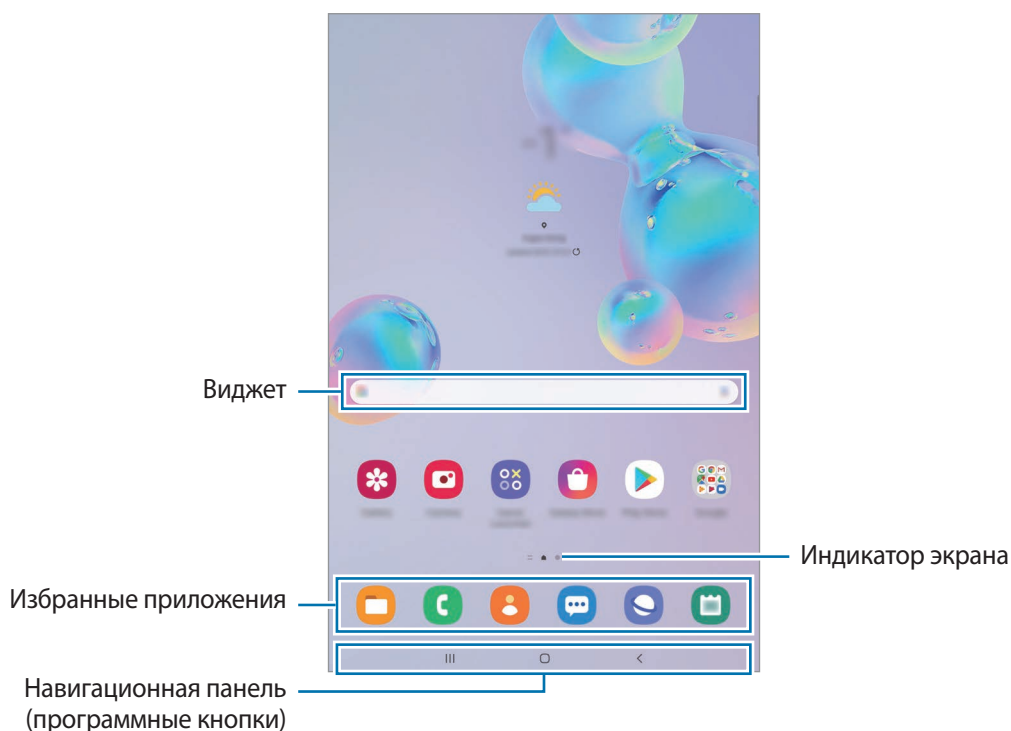 Виджет
Индикатор экрана
Избранные приложения
Навигационная панель
(программные кнопки)